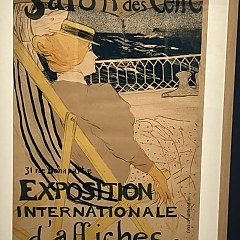 Salon des Cent
31 rue Bonaparte
EXPOSITION
INTERNATIONALE
d'affiches